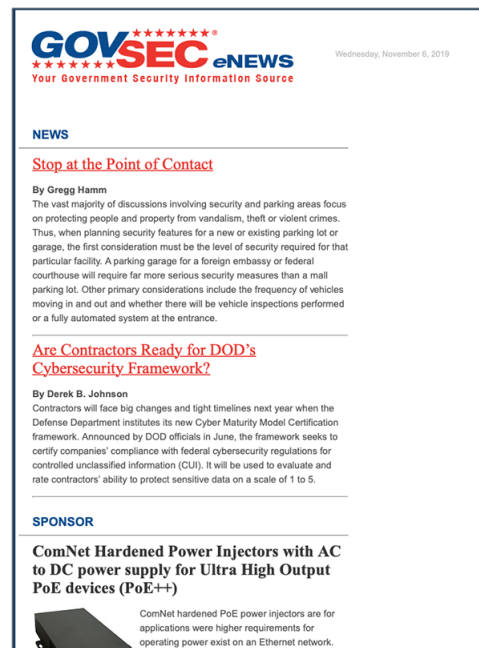 GOVSEC® eNEWS
Your Government Security Information Source
Wednesday, November 6, 2019
NEWS
Stop at the Point of Contact
By Gregg Hamm
The vast majority of discussions involving security and parking areas focus
on protecting people and property from vandalism, theft or violent crimes.
Thus, when planning security features for a new or existing parking lot or
garage, the first consideration must be the level of security required for that
particular facility. A parking garage for a foreign embassy or federal
courthouse will require far more serious security measures than a mall
parking lot. Other primary considerations include the frequency of vehicles
moving in and out and whether there will be vehicle inspections performed
or a fully automated system at the entrance.
Are Contractors Ready for DOD’s
Cybersecurity Framework?
By Derek B. Johnson
Contractors will face big changes and tight timelines next year when the
Defense Department institutes its new Cyber Maturity Model Certification
framework. Announced by DOD officials in June, the framework seeks to
certify companies’ compliance with federal cybersecurity regulations for
controlled unclassified information (CUI). It will be used to evaluate and
rate contractors’ ability to protect sensitive data on a scale of 1 to 5.
SPONSOR
ComNet Hardened Power Injectors with AC
to DC power supply for Ultra High Output
PoE devices (PoE++)
ComNet hardened PoE power injectors are for
applications were higher requirements for
operating power exist on an Ethernet network.